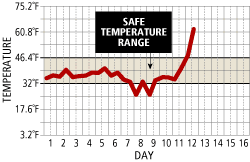 75.2°F
SAFE
TEMPERATURE
RANGE
60.8°F
46.4°F
32°F
17.6°F
3.2°F
TEMPERATURE
1 2 3 4 5 6 7 8 9 10 11 12 13 14 15 16
DAY